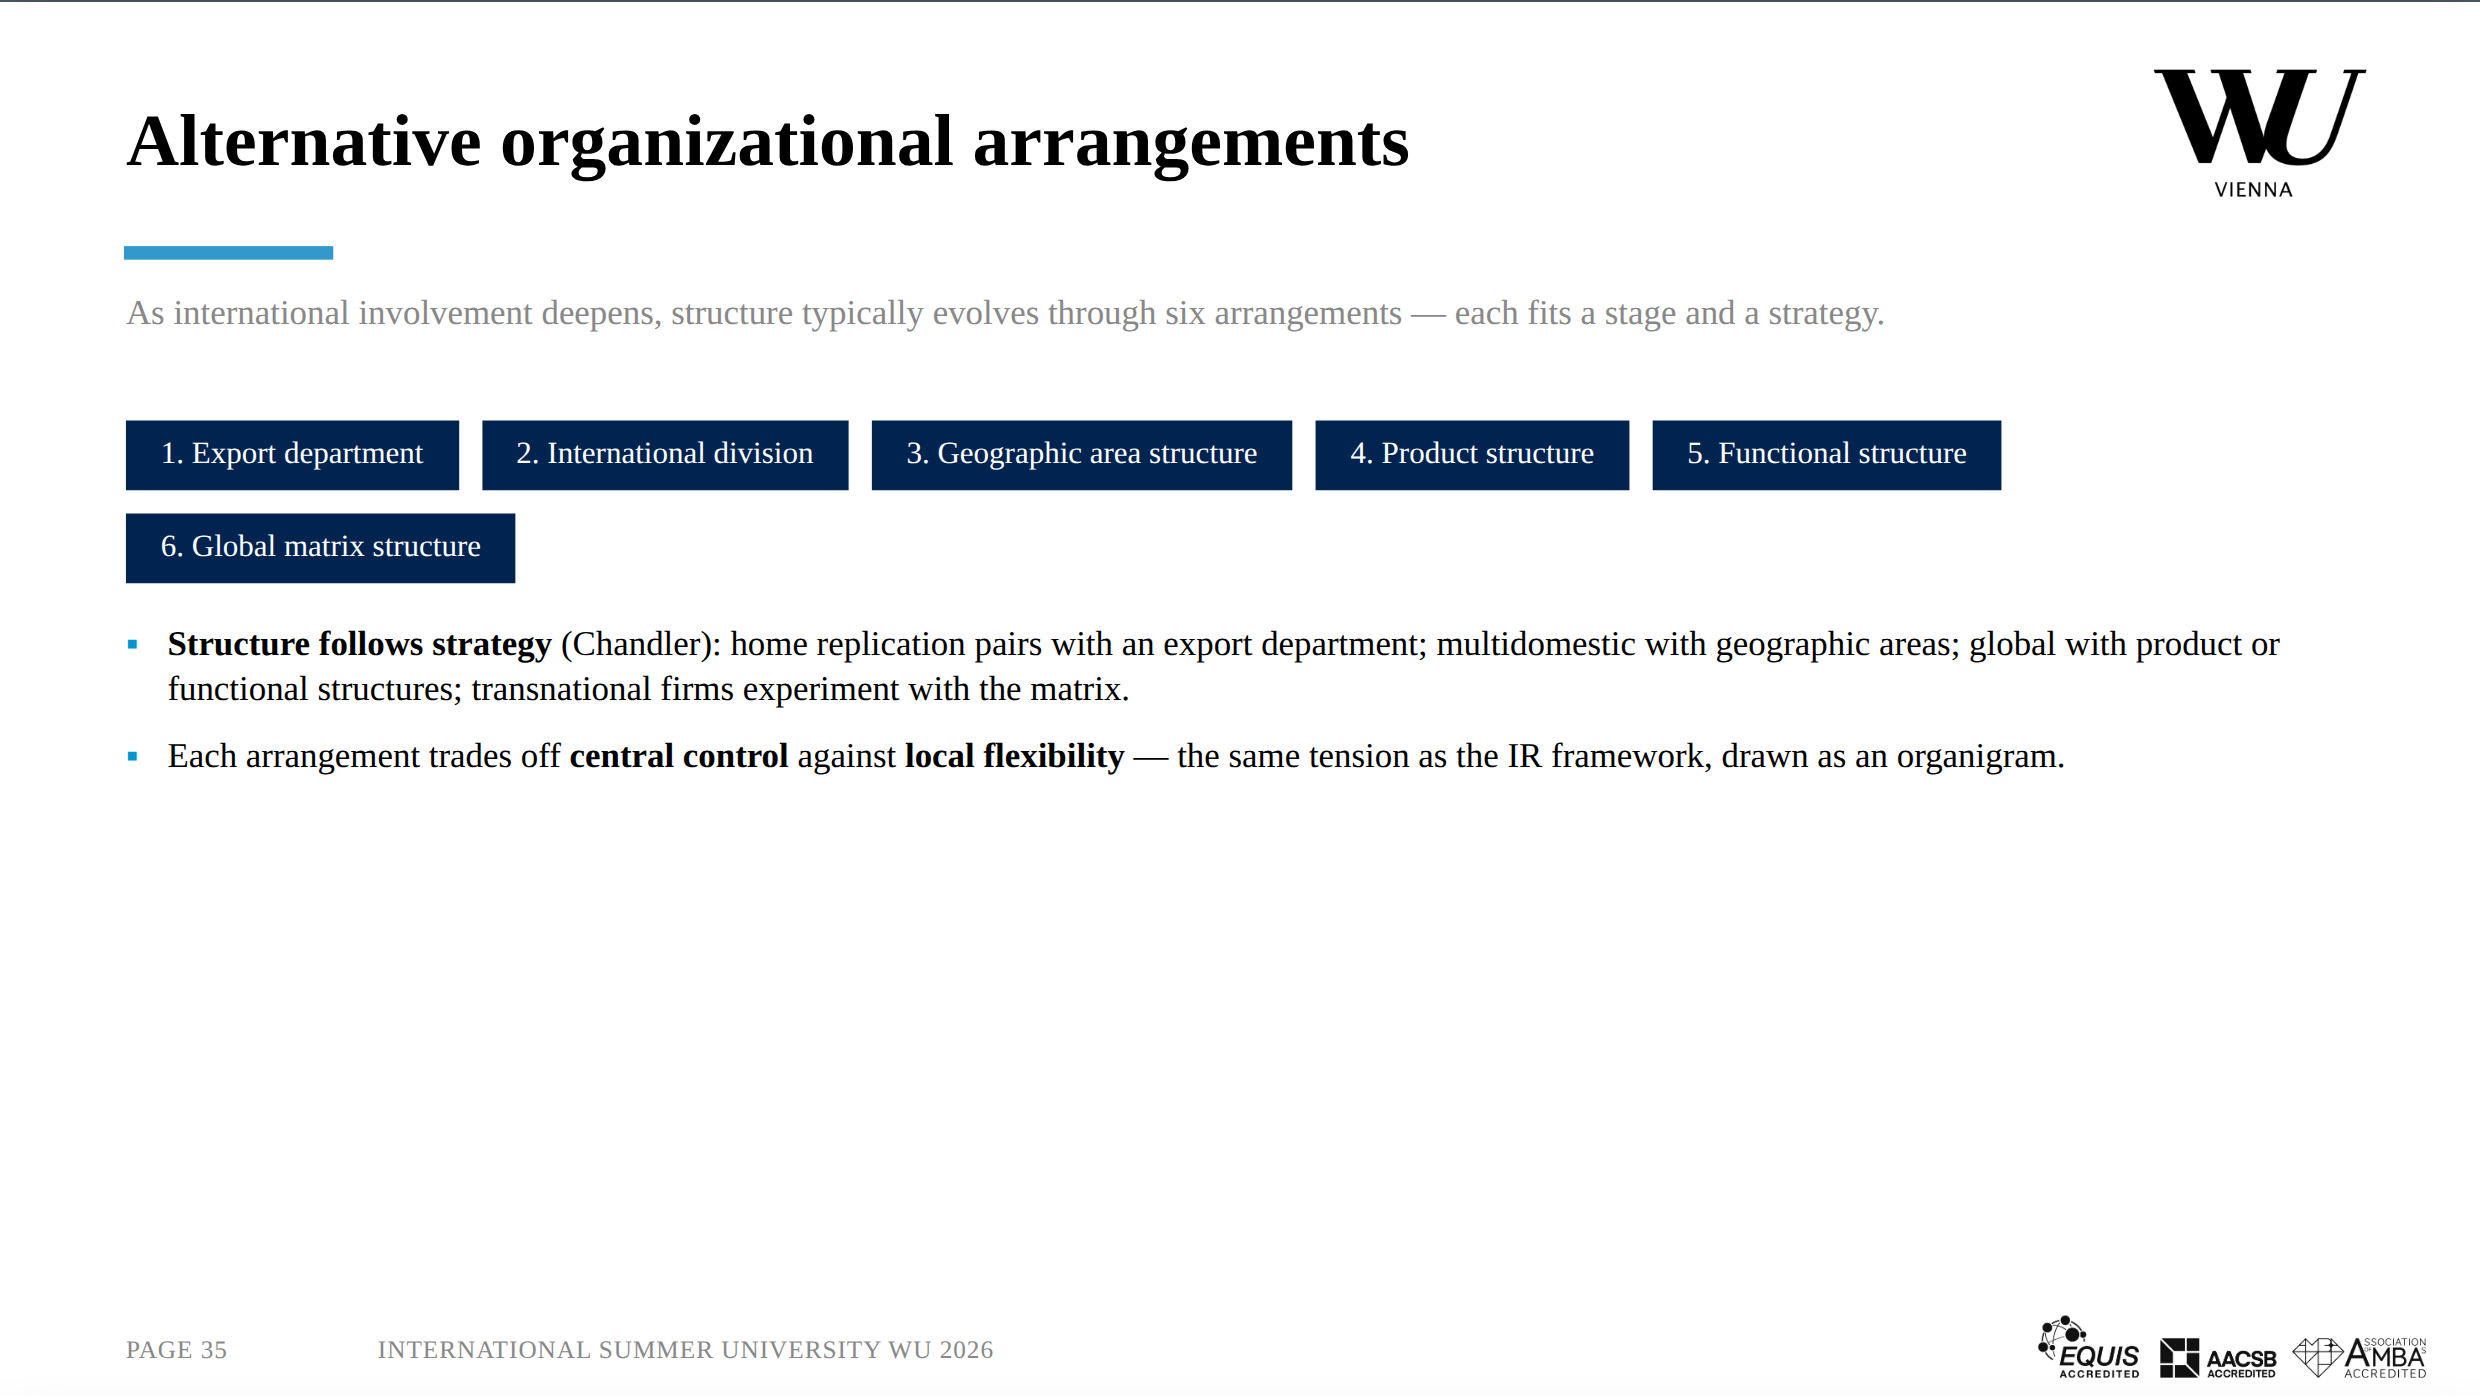 Alternative organizational arrangements
WU
VIENNA
As international involvement deepens, structure typically evolves through six arrangements — each fits a stage and a strategy.
1. Export department
2. International division
3. Geographic area structure
4. Product structure
5. Functional structure
6. Global matrix structure
▪ Structure follows strategy (Chandler): home replication pairs with an export department; multidomestic with geographic areas; global with product or
functional structures; transnational firms experiment with the matrix.
▪ Each arrangement trades off central control against local flexibility — the same tension as the IR framework, drawn as an organigram.
PAGE 35
INTERNATIONAL SUMMER UNIVERSITY WU 2026
EQUIS
ACCREDITED
AACSB
ACCREDITED
ASSOCIATION
OF
AMBAS
ACCREDITED